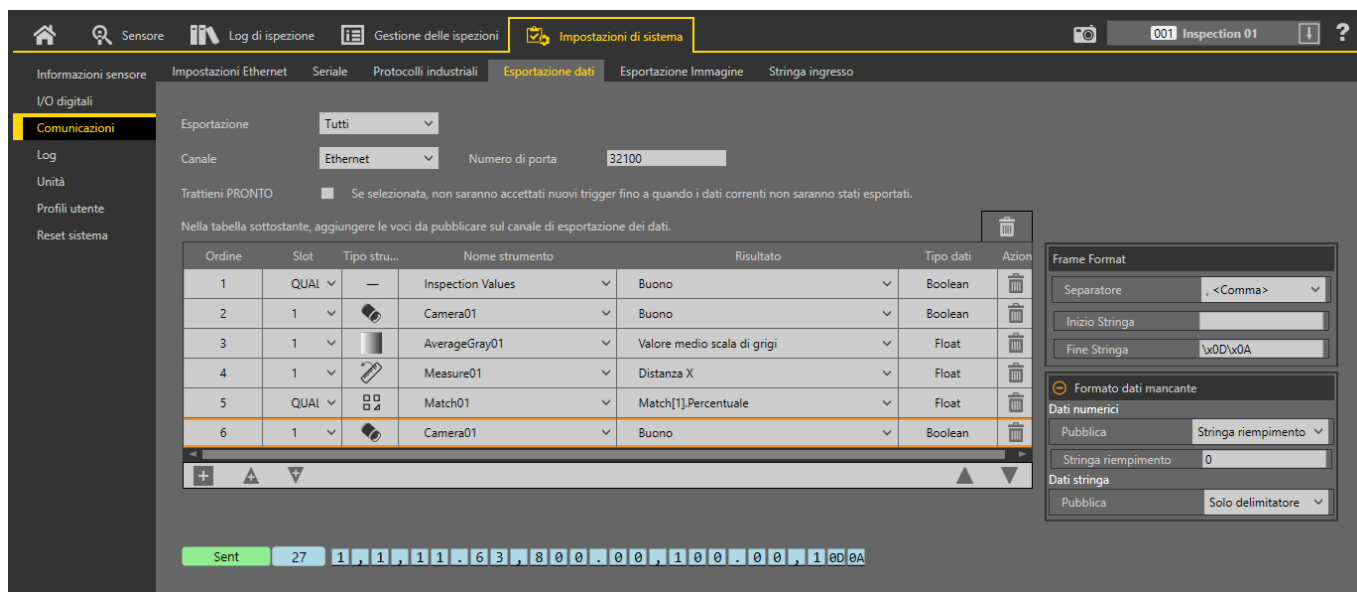 Sensore Log di ispezione Gestione delle ispezioni Impostazioni di sistema 001 Inspection 01 ?
Informazioni sensore Impostazioni Ethernet Seriale Protocolli industriali Esportazione dati Esportazione Immagine Stringa ingresso
I/O digitali
Comunicazioni
Log
Unità
Profili utente
Reset sistema
Esportazione Tutti
Canale Ethernet Numero di porta 32100
Trattieni PRONTO Se selezionata, non saranno accettati nuovi trigger fino a quando i dati correnti non saranno stati esportati.
Nella tabella sottostante, aggiungere le voci da pubblicare sul canale di esportazione dei dati.
Ordine Slot Tipo stru... Nome strumento Risultato Tipo dati Azion
1 QUAL — Inspection Values Buono Boolean
2 1 Camera01 Buono Boolean
3 1 AverageGray01 Valore medio scala di grigi Float
4 1 Measure01 Distanza X Float
5 QUAL Match01 Match[1].Percentuale Float
6 1 Camera01 Buono Boolean
Frame Format
Separatore , <Comma>
Inizio Stringa
Fine Stringa \x0D\x0A
Formato dati mancante
Dati numerici
Pubblica Stringa riempimento
Stringa riempimento 0
Dati stringa
Pubblica Solo delimitatore
Sent 27 1,1,11.63,800.00,100.00,1 0D 0A